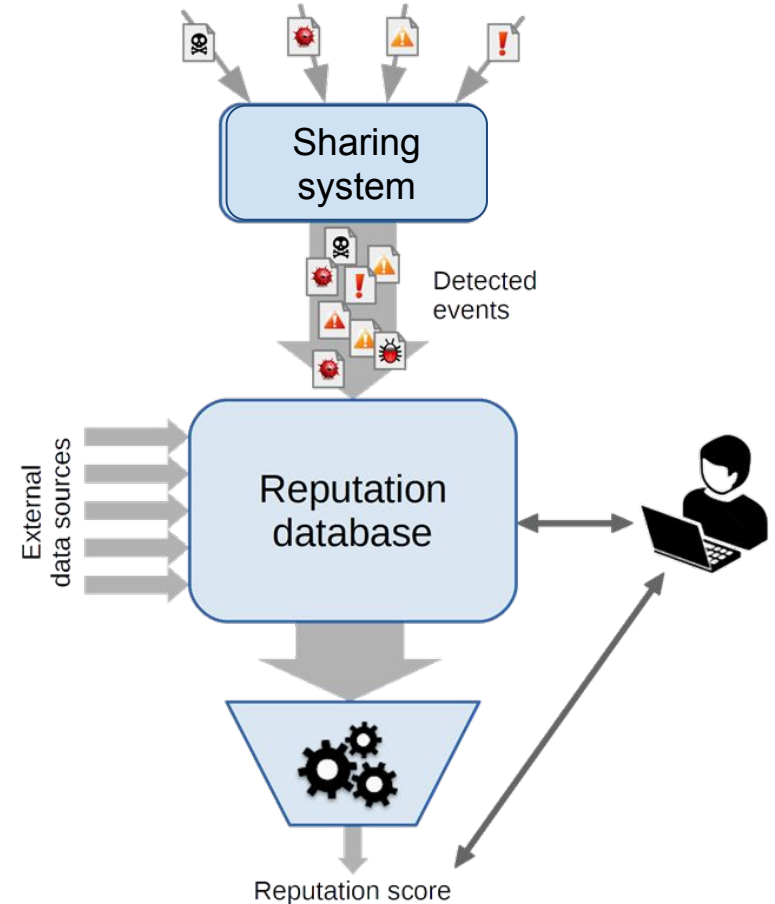 Sharing
system
Detected
events
External
data sources
Reputation
database
Reputation score